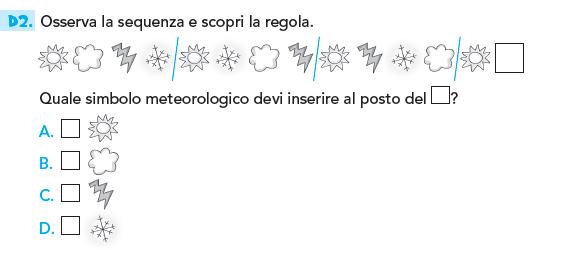 D2. Osserva la sequenza e scopri la regola.
Quale simbolo meteorologico devi inserire al posto del ?
A.
B.
C.
D.